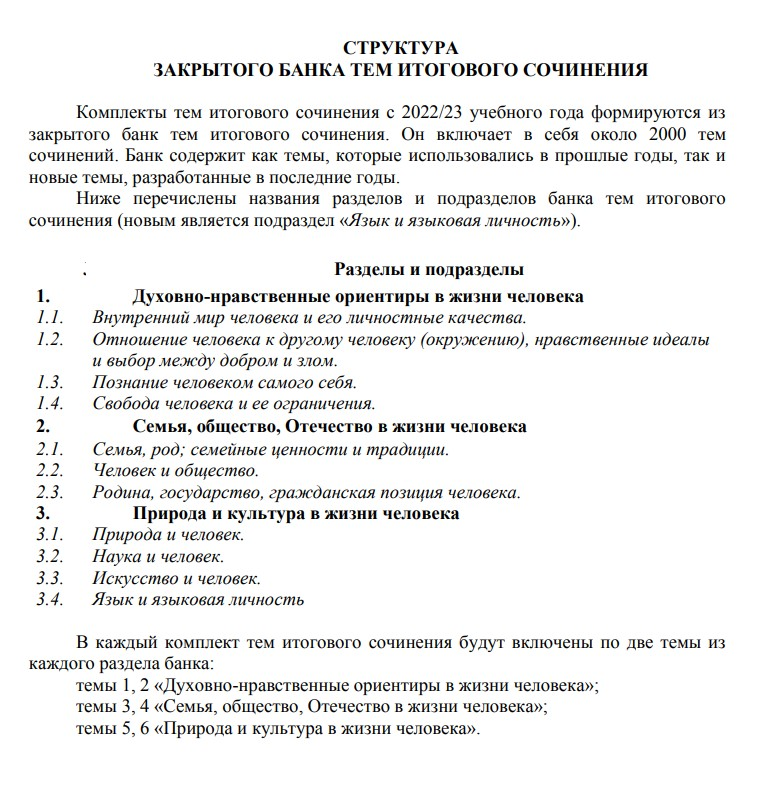 СТРУКТУРА
ЗАКРЫТОГО БАНКА ТЕМ ИТОГОВОГО СОЧИНЕНИЯ
Комплекты тем итогового сочинения с 2022/23 учебного года формируются из
закрытого банк тем итогового сочинения. Он включает в себя около 2000 тем
сочинений. Банк содержит как темы, которые использовались в прошлые годы, так и
новые темы, разработанные в последние годы.
Ниже перечислены названия разделов и подразделов банка тем итогового
сочинения (новым является подраздел «Язык и языковая личность»).
Разделы и подразделы
1. Духовно-нравственные ориентиры в жизни человека
1.1. Внутренний мир человека и его личностные качества.
1.2. Отношение человека к другому человеку (окружению), нравственные идеалы
и выбор между добром и злом.
1.3. Познание человеком самого себя.
1.4. Свобода человека и ее ограничения.
2. Семья, общество, Отечество в жизни человека
2.1. Семья, род; семейные ценности и традиции.
2.2. Человек и общество.
2.3. Родина, государство, гражданская позиция человека.
3. Природа и культура в жизни человека
3.1. Природа и человек.
3.2. Наука и человек.
3.3. Искусство и человек.
3.4. Язык и языковая личность
В каждый комплект тем итогового сочинения будут включены по две темы из
каждого раздела банка:
темы 1, 2 «Духовно-нравственные ориентиры в жизни человека»;
темы 3, 4 «Семья, общество, Отечество в жизни человека»;
темы 5, 6 «Природа и культура в жизни человека».